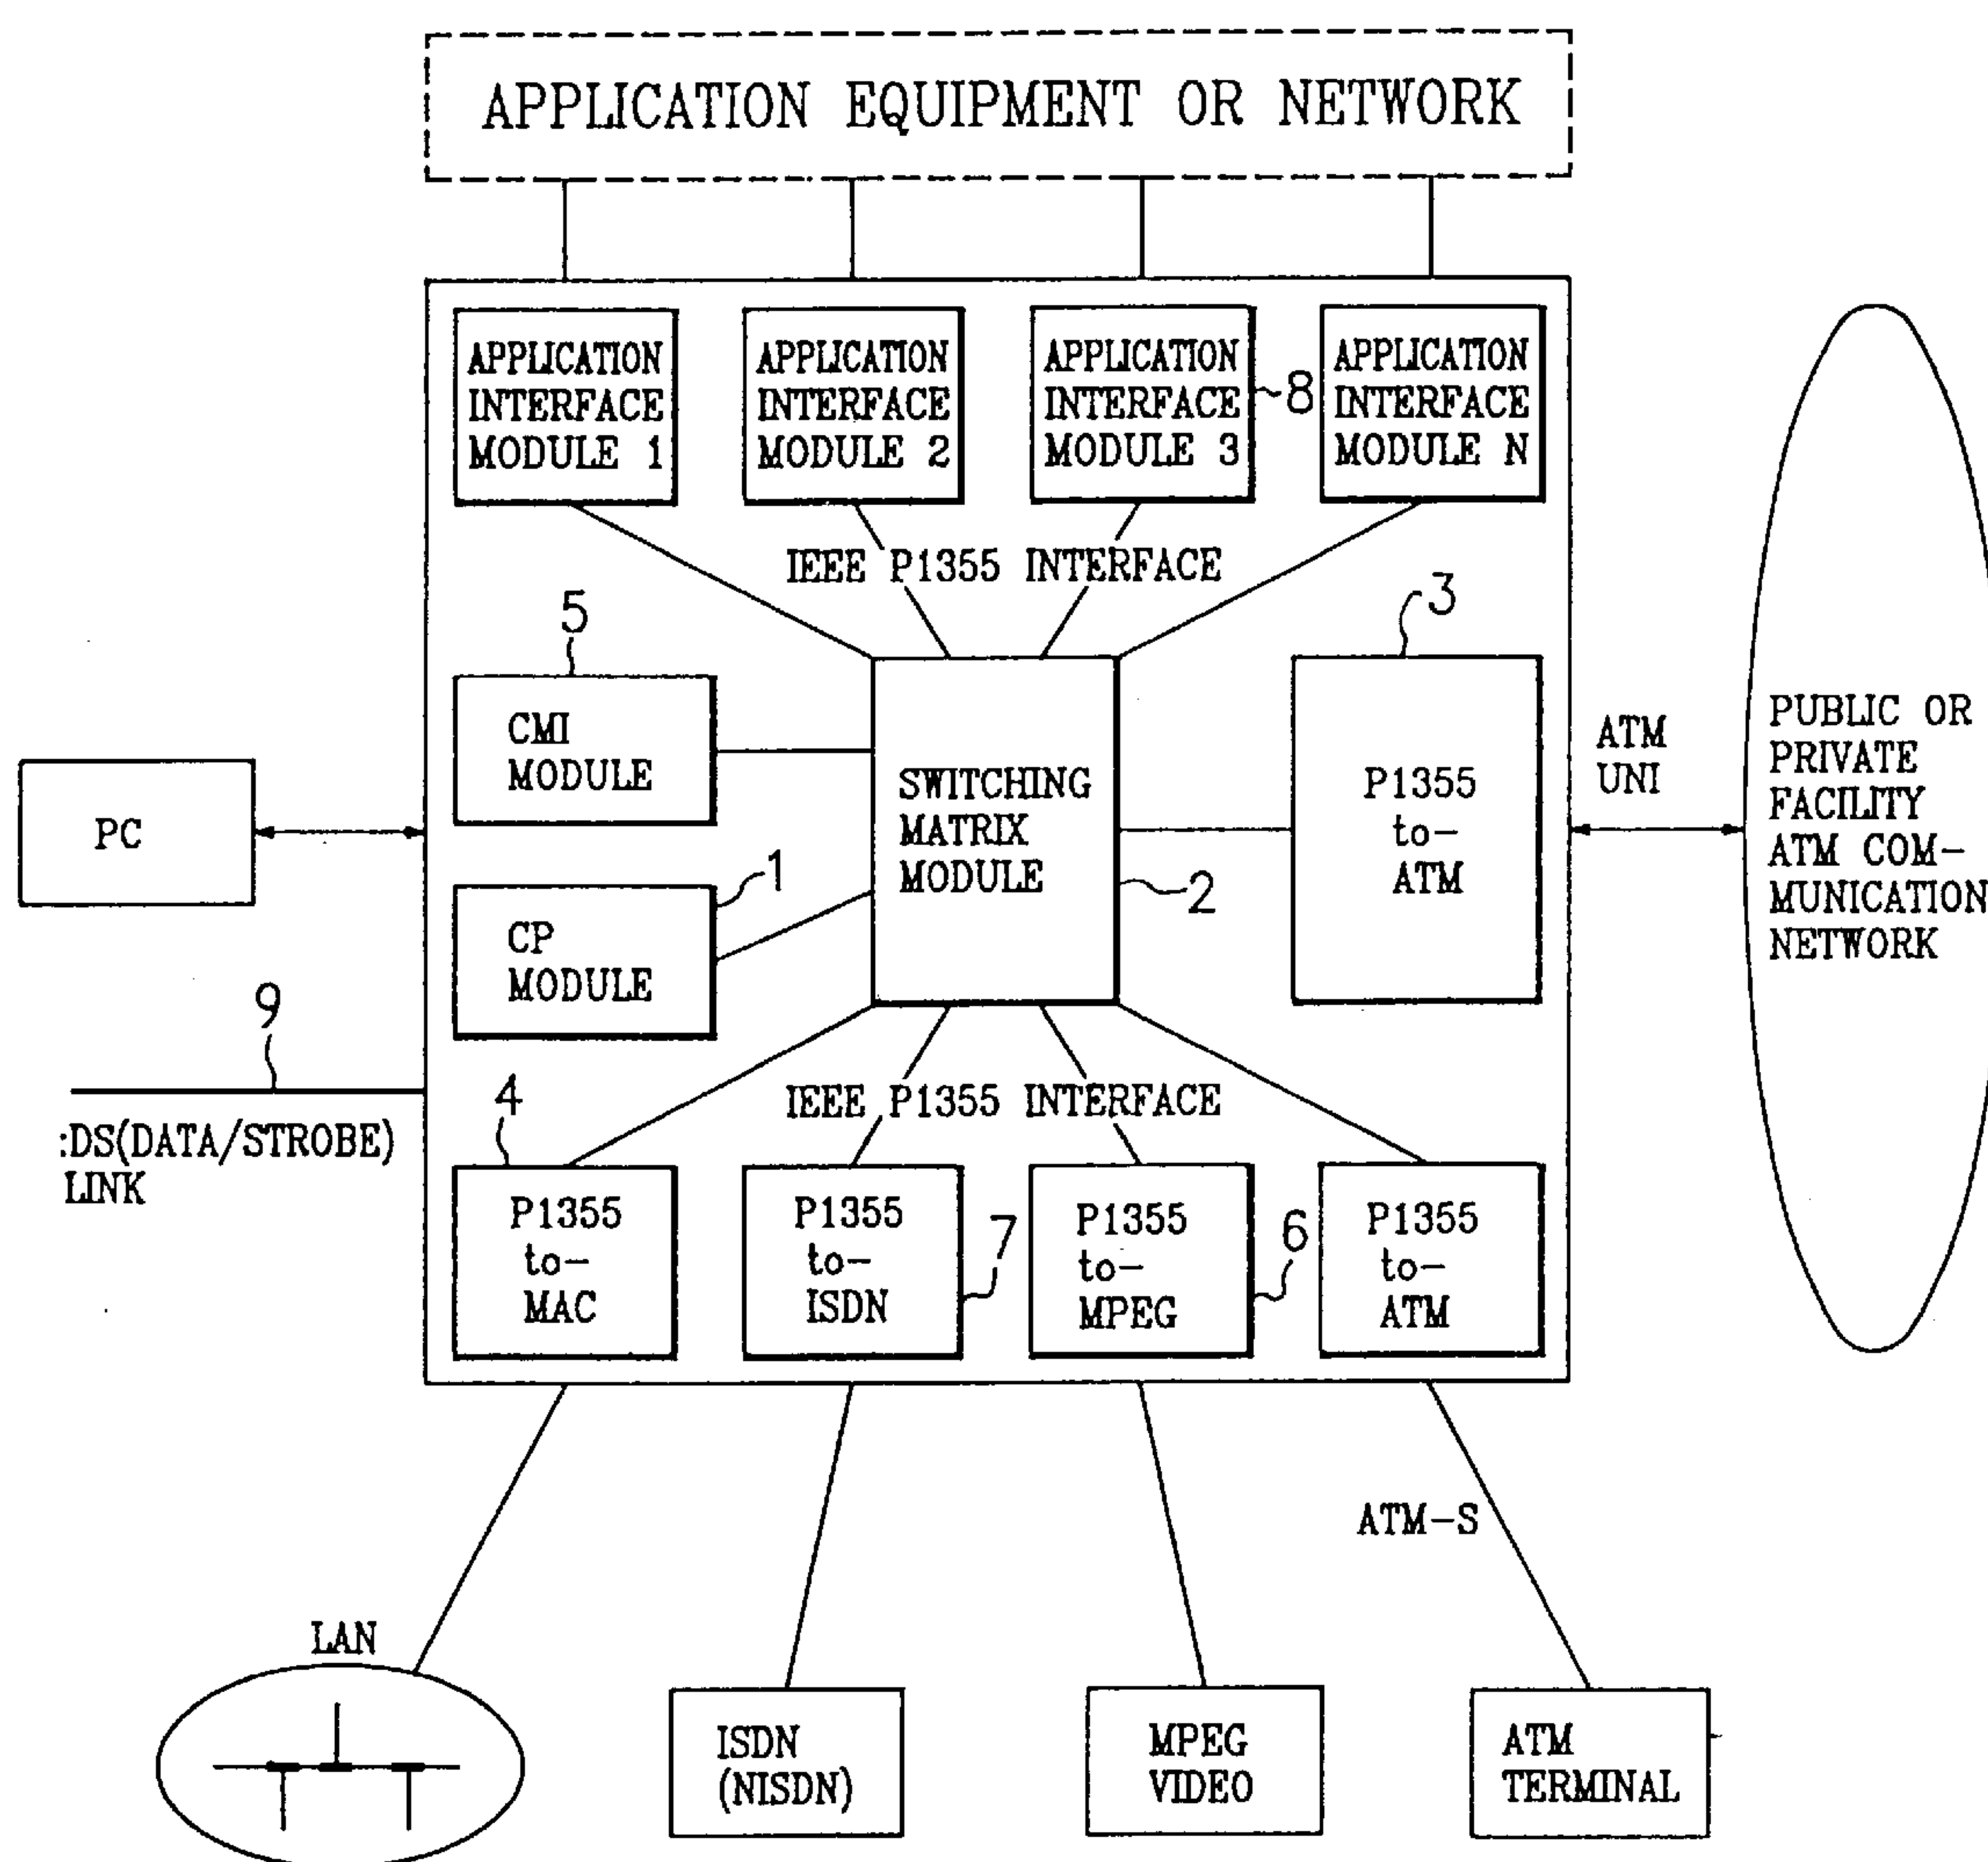 APPLICATION EQUIPMENT OR NETWORK
APPLICATION
INTERFACE
MODULE 1
APPLICATION
INTERFACE
MODULE 2
APPLICATION
INTERFACE
MODULE 3
8
APPLICATION
INTERFACE
MODULE N
IEEE P1355 INTERFACE
5
CMI
MODULE
3
P1355
to-
ATM
SWITCHING
MATRIX
MODULE
2
1
CP
MODULE
PC
ATM
UNI
PUBLIC OR
PRIVATE
FACILITY
ATM COM-
MUNICATION
NETWORK
9
:DS(DATA/STROBE)
LINK
IEEE P1355 INTERFACE
4
P1355
to-
MAC
P1355
to-
ISDN
7
P1355
to-
MPEG
6
P1355
to-
ATM
ATM-S
LAN
ISDN
(NISDN)
MPEG
VIDEO
ATM
TERMINAL